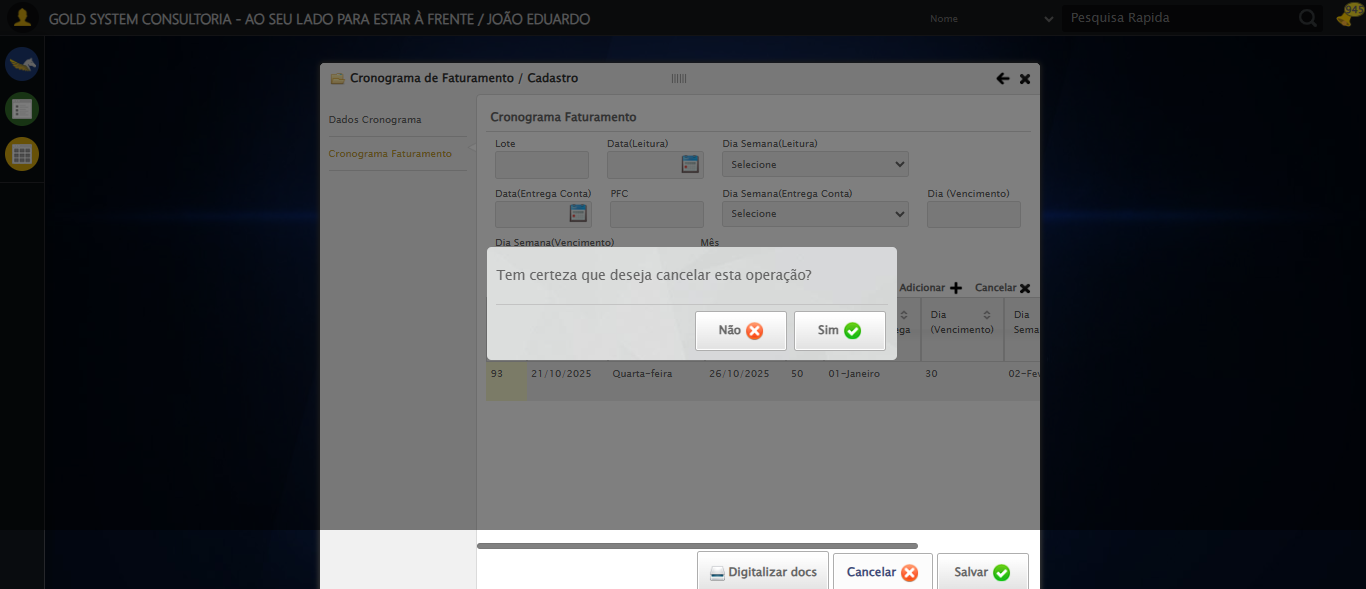 GOLD SYSTEM CONSULTORIA - AO SEU LADO PARA ESTAR À FRENTE / JOÃO EDUARDO
Nome
Pesquisa Rapida
945
Cronograma de Faturamento / Cadastro
Dados Cronograma
Cronograma Faturamento
Cronograma Faturamento
Lote
Data(Leitura)
Dia Semana(Leitura)
Selecione
Data(Entrega Conta)
PFC
Dia Semana(Entrega Conta)
Dia (Vencimento)
Selecione
Dia Semana(Vencimento)
Mês
Tem certeza que deseja cancelar esta operação?
Não
Sim
Adicionar
Cancelar
Dia
(Vencimento)
Dia
93 21/10/2025 Quarta-feira 26/10/2025 50 01-Janeiro 30
Digitalizar docs
Cancelar
Salvar